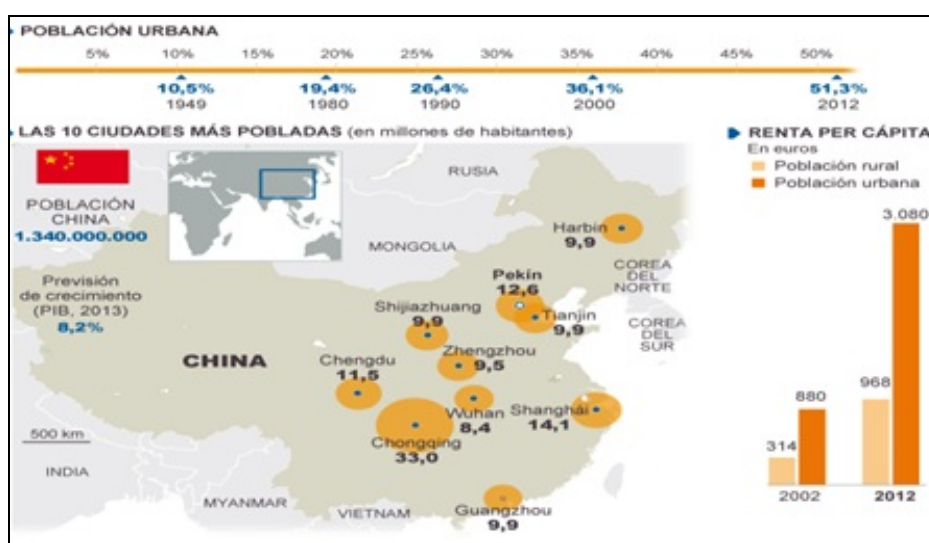 POBLACIÓN URBANA
5% 10% 15% 20% 25% 30% 35% 40% 45% 50%
10,5% 19,4% 26,4% 36,1% 51,3%
1949 1980 1990 2000 2012
LAS 10 CIUDADES MÁS POBLADAS (en millones de habitantes)
POBLACIÓN
CHINA
1.340.000.000
Previsión
de crecimiento
(PIB, 2013)
8,2%
RUSIA
MONGOLIA
Harbin
9,9
COREA
DEL
NORTE
Pekín
12,6
Shijiazhuang
9,9
Tianjin
9,9
COREA
DEL
SUR
CHINA
Zhengzhou
9,5
Chengdu
11,5
Wuhan
8,4
Shanghái
14,1
Chongqing
33,0
500 km
INDIA
MYANMAR
VIETNAM
Guangzhou
9,9
RENTA PER CÁPITA
En euros
Población rural
Población urbana
3.080
968
880
314
2002 2012